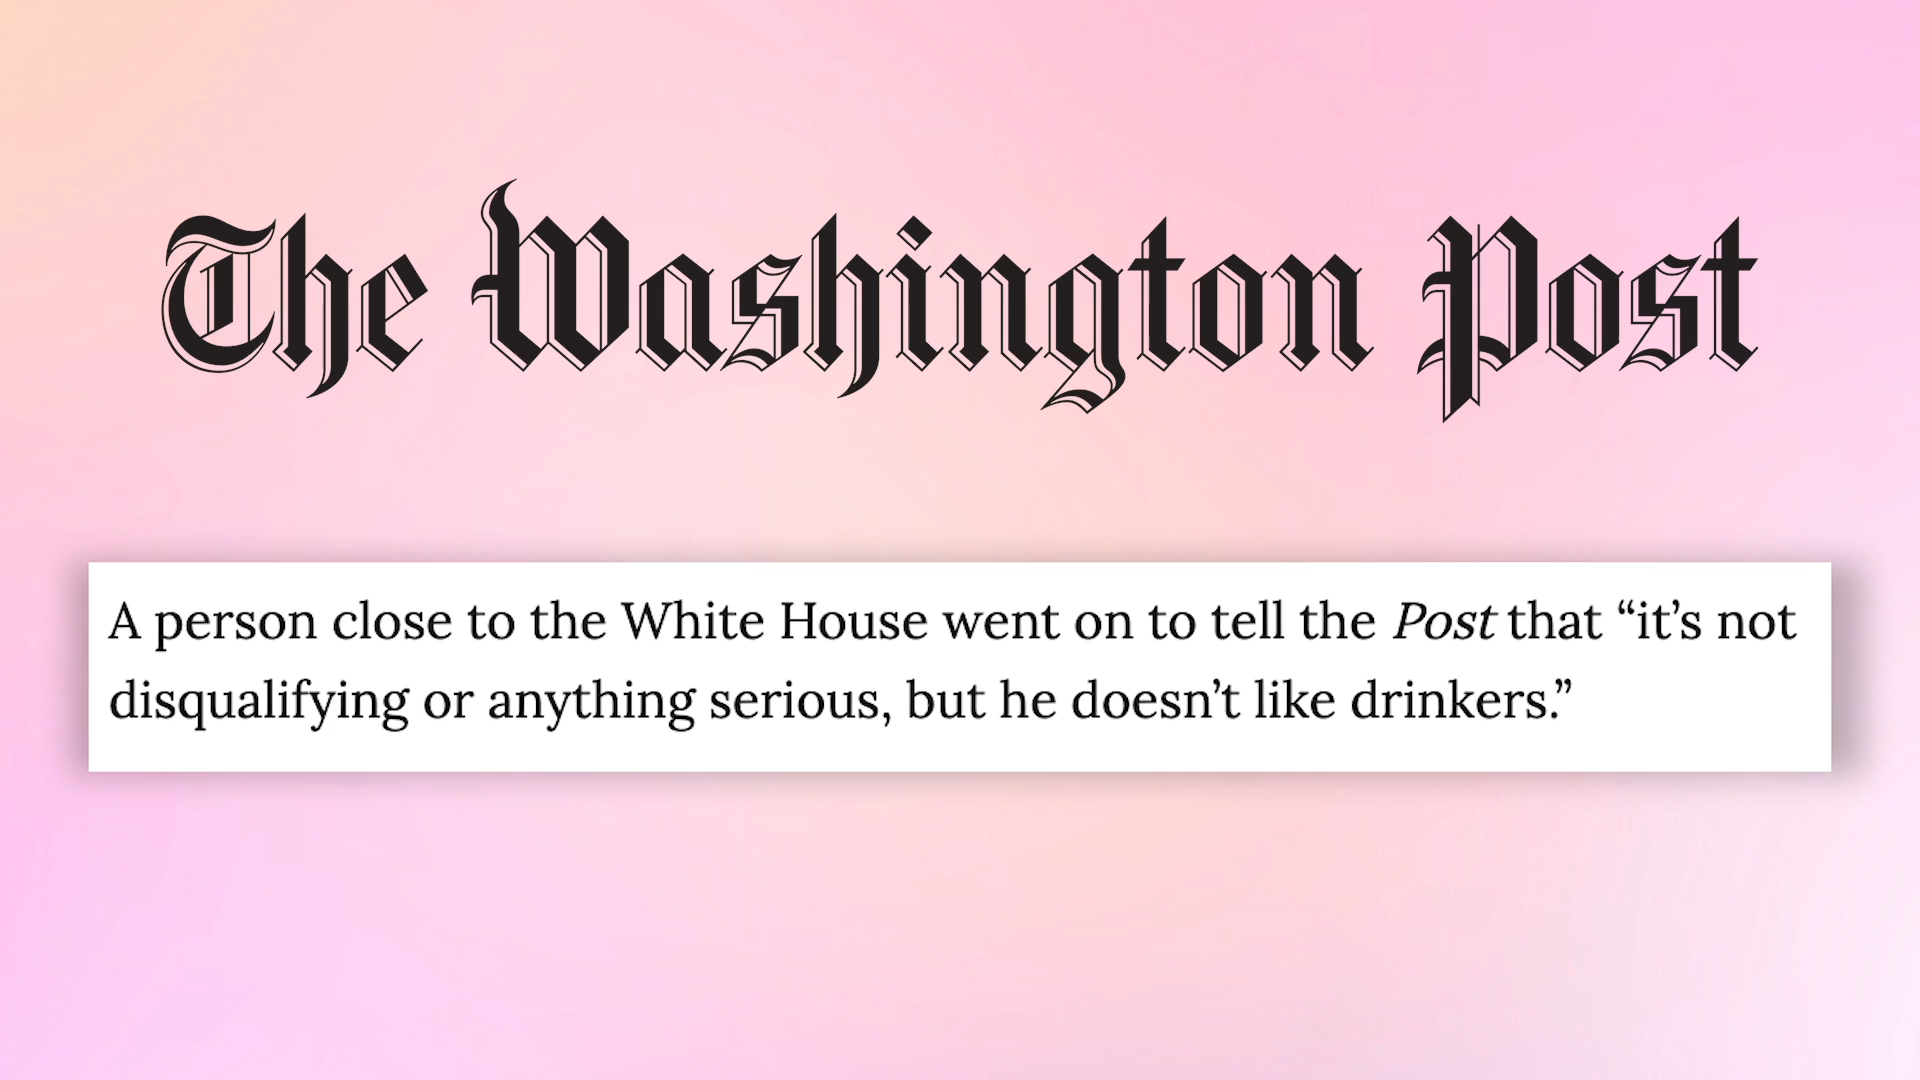 The Washington Post
A person close to the White House went on to tell the Post that “it’s not
disqualifying or anything serious, but he doesn’t like drinkers.”